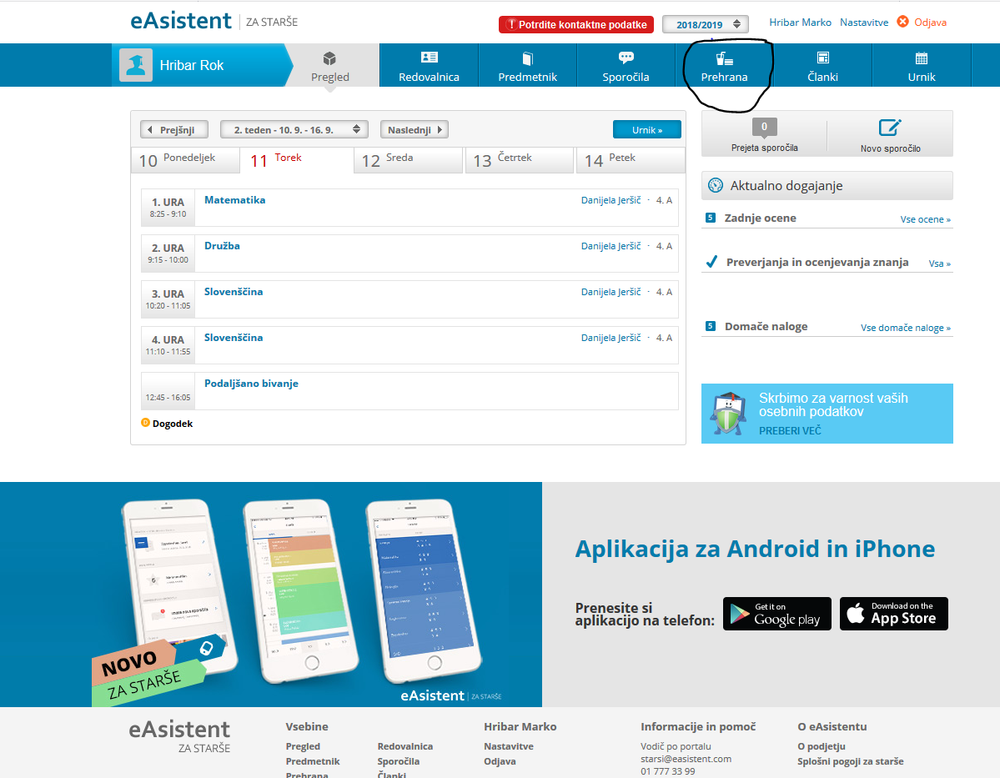 eAsistent ZA STARŠE
Potrdite kontaktne podatke
2018/2019
Hribar Marko Nastavitve Odjava
Hribar Rok
Pregled
Redovalnica
Predmetnik
Sporočila
Prehrana
Članki
Urnik
Prejšnji
2. teden - 10. 9. - 16. 9.
Naslednji
Urnik »
10 Ponedeljek
11 Torek
12 Sreda
13 Četrtek
14 Petek
1. URA
8:25 - 9:10
Matematika
Danijela Jeršič - 4. A
2. URA
9:15 - 10:00
Družba
Danijela Jeršič - 4. A
3. URA
10:20 - 11:05
Slovenščina
Danijela Jeršič - 4. A
4. URA
11:10 - 11:55
Slovenščina
Danijela Jeršič - 4. A
12:45 - 16:05
Podaljšano bivanje
D Dogodek
0
Prejeta sporočila
Novo sporočilo
Aktualno dogajanje
5 Zadnje ocene
Vse ocene »
Preverjanja in ocenjevanja znanja
Vsa »
5 Domače naloge
Vse domače naloge »
Skrbimo za varnost vaših
osebnih podatkov
PREBERI VEČ
NOVO
ZA STARŠE
eAsistent ZA STARŠE
Aplikacija za Android in iPhone
Prenesite si
aplikacijo na telefon:
Get it on
Google play
Download on the
App Store
eAsistent
ZA STARŠE
Vsebine
Pregled
Predmetnik
Prehrana
Redovalnica
Sporočila
Članki
Hribar Marko
Nastavitve
Odjava
Informacije in pomoč
Vodič po portalu
starsi@easistent.com
01 777 33 99
O eAsistentu
O podjetju
Splošni pogoji za starše